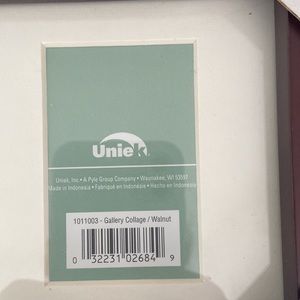 Uniek
Uniek, Inc. • A Pyle Group Company • Waunakee, WI 53597
Made in Indonesia • Fabriqué en Indonésie • Hecho en Indonesia
1011003 - Gallery Collage / Walnut
0 32231 02684 9